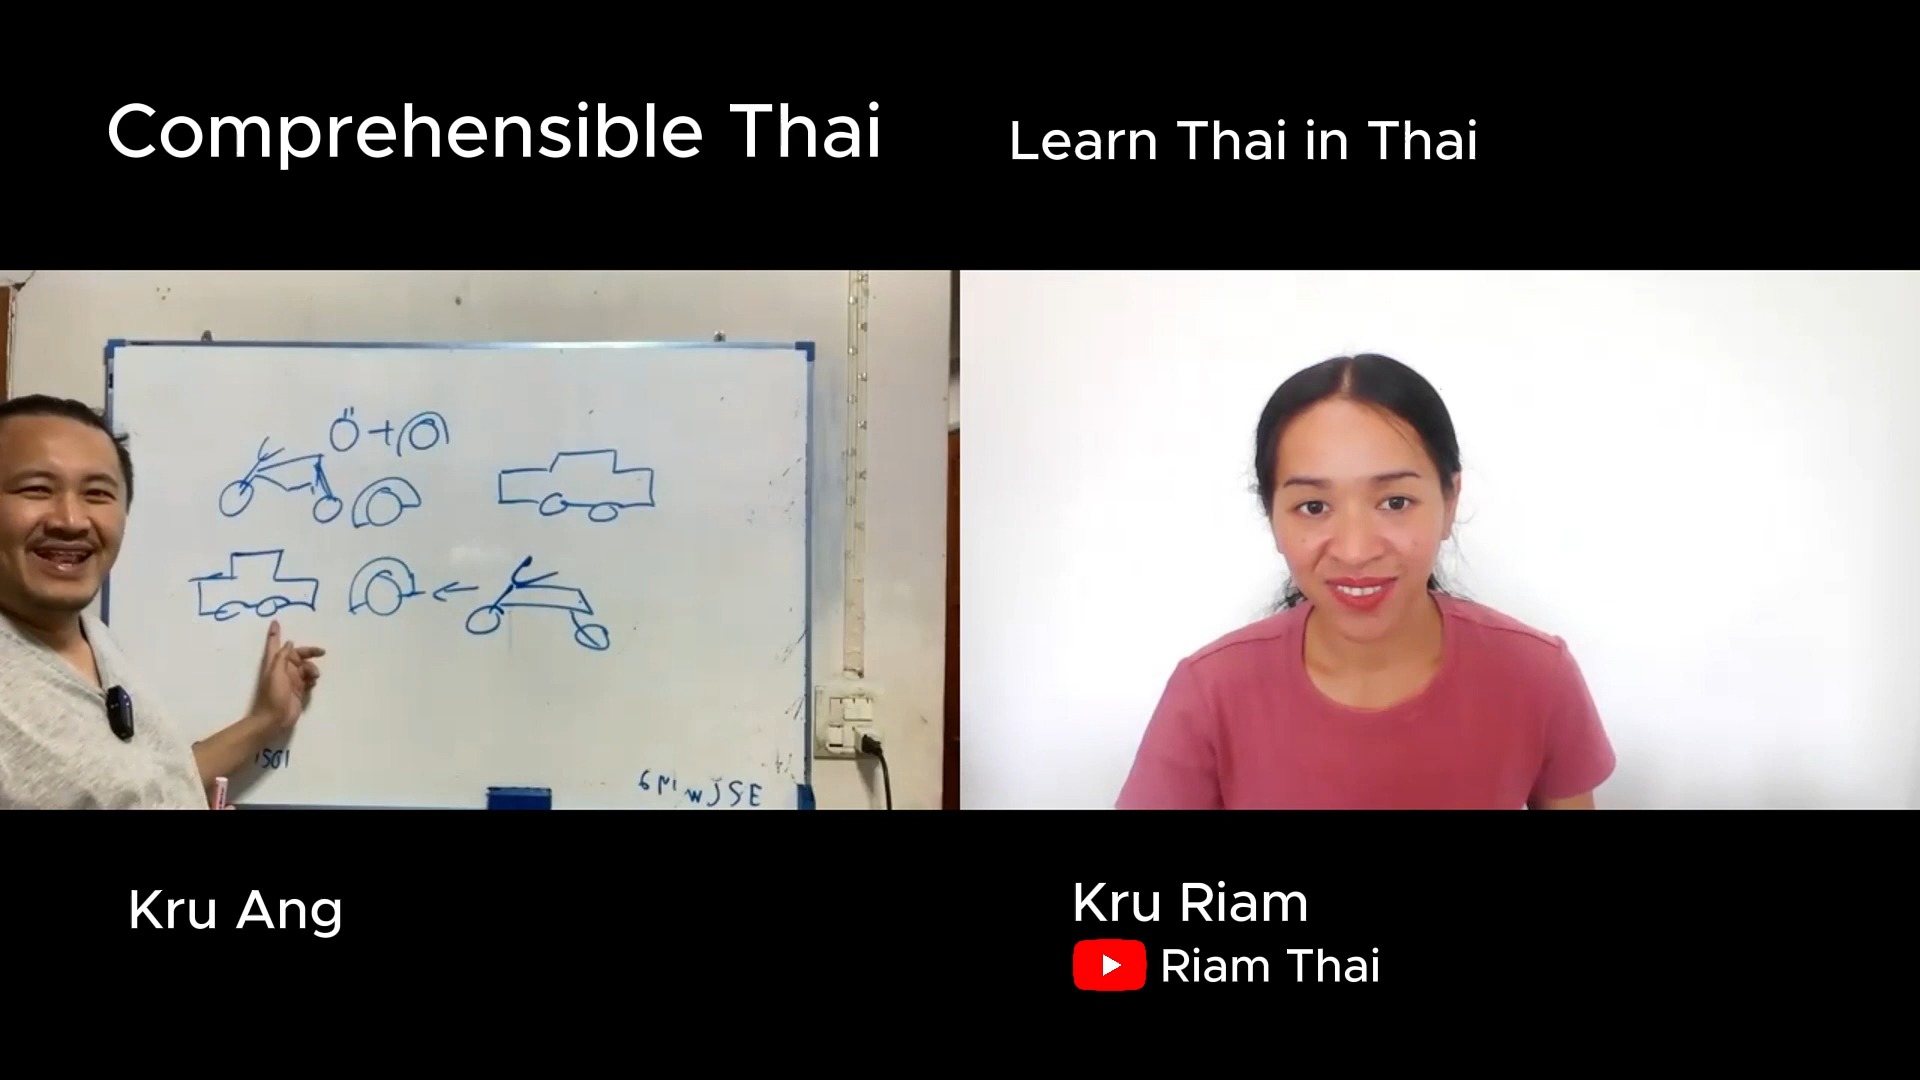 Comprehensible Thai
Learn Thai in Thai
Kru Ang
Kru Riam
Riam Thai